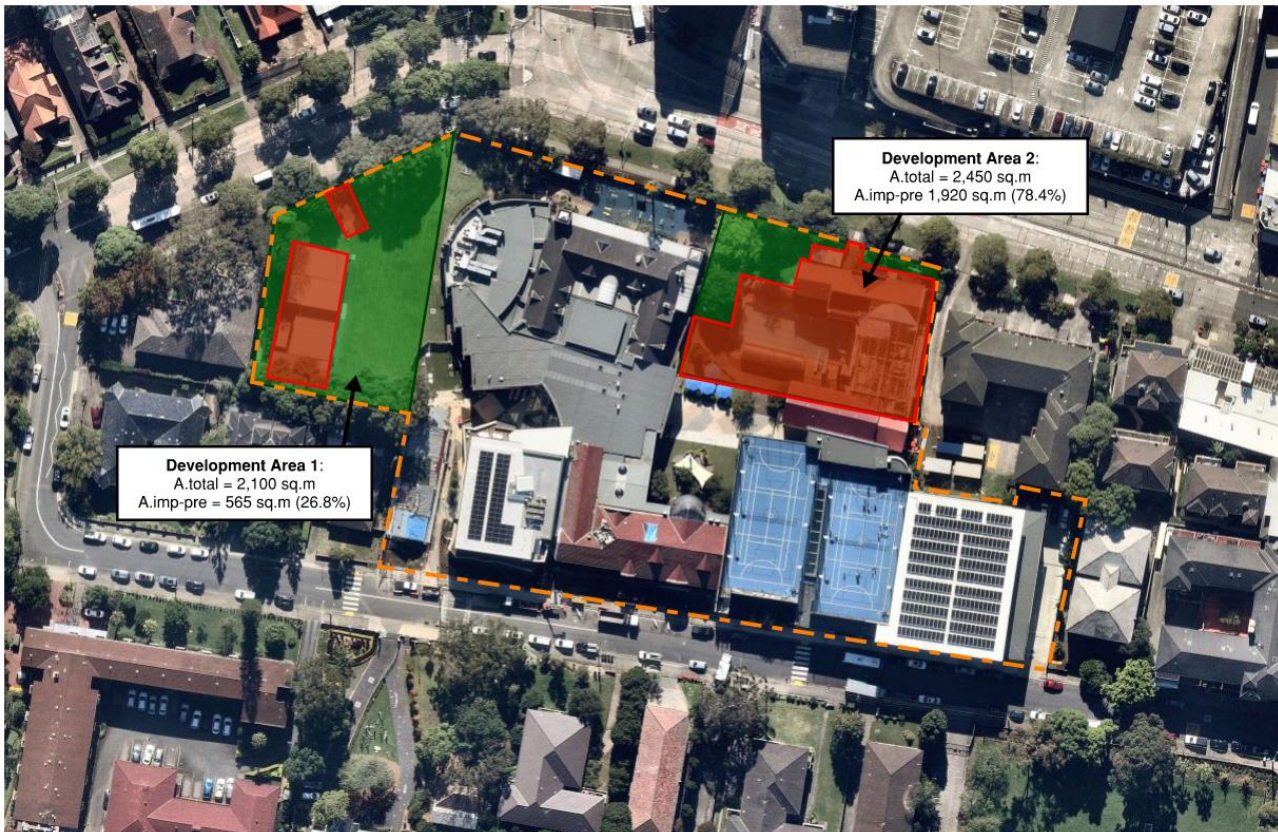 Development Area 1:
A.total = 2,100 sq.m
A.imp-pre = 565 sq.m (26.8%)
Development Area 2:
A.total = 2,450 sq.m
A.imp-pre 1,920 sq.m (78.4%)